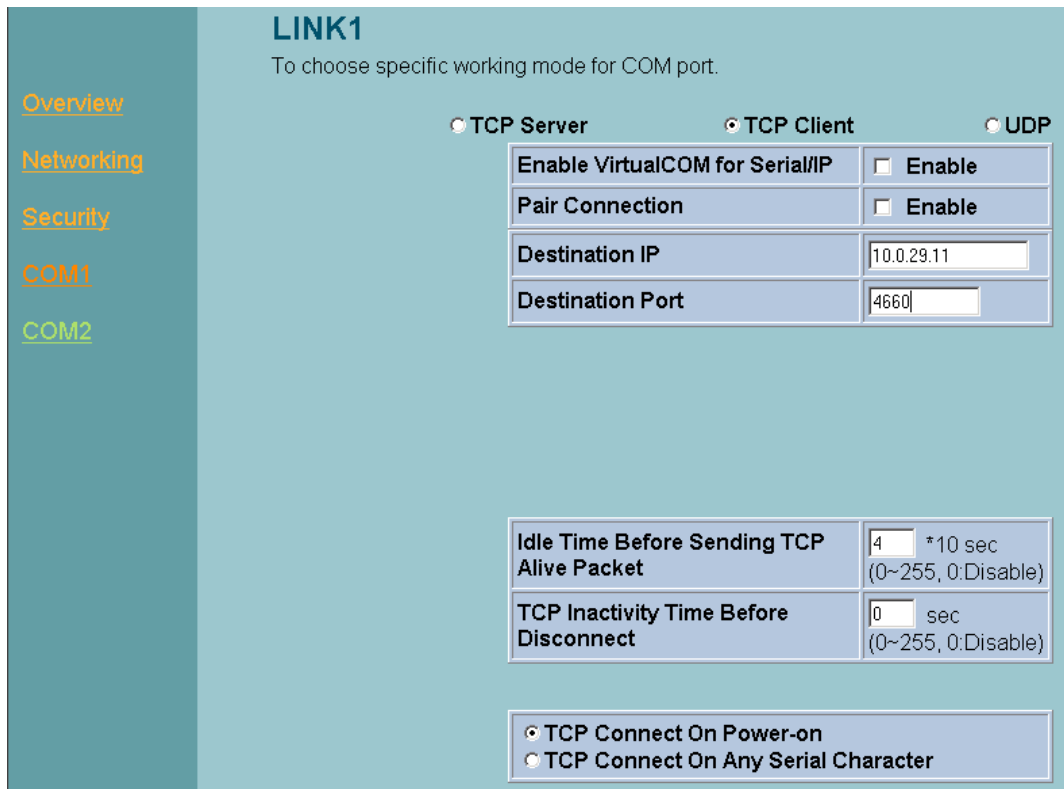 LINK1
To choose specific working mode for COM port.
Overview
Networking
Security
COM1
COM2
TCP Server TCP Client UDP
Enable VirtualCOM for Serial/IP Enable
Pair Connection Enable
Destination IP 10.0.29.11
Destination Port 4660
Idle Time Before Sending TCP
Alive Packet
4 *10 sec
(0~255, 0:Disable)
TCP Inactivity Time Before
Disconnect
0 sec
(0~255, 0:Disable)
TCP Connect On Power-on
TCP Connect On Any Serial Character